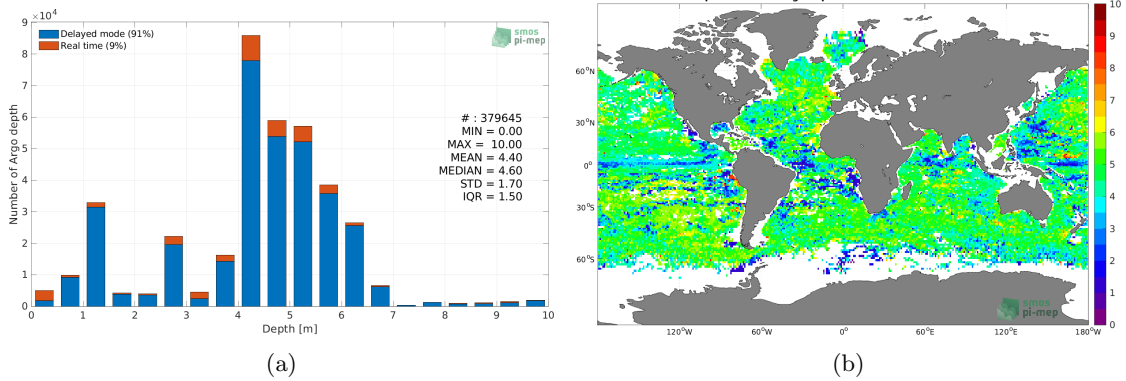 ×10⁴
9
8
7
6
5
4
3
2
1
0
Number of Argo depth
Delayed mode (91%)
Real time (9%)
smos
pi-mep
# : 379645
MIN = 0.00
MAX = 10.00
MEAN = 4.40
MEDIAN = 4.60
STD = 1.70
IQR = 1.50
0 1 2 3 4 5 6 7 8 9 10
Depth [m]
(a)
60°N
30°N
0°
30°S
60°S
120°W 60°W 0° 60°E 120°E 180°W
smos
pi-mep
10
9
8
7
6
5
4
3
2
1
0
(b)